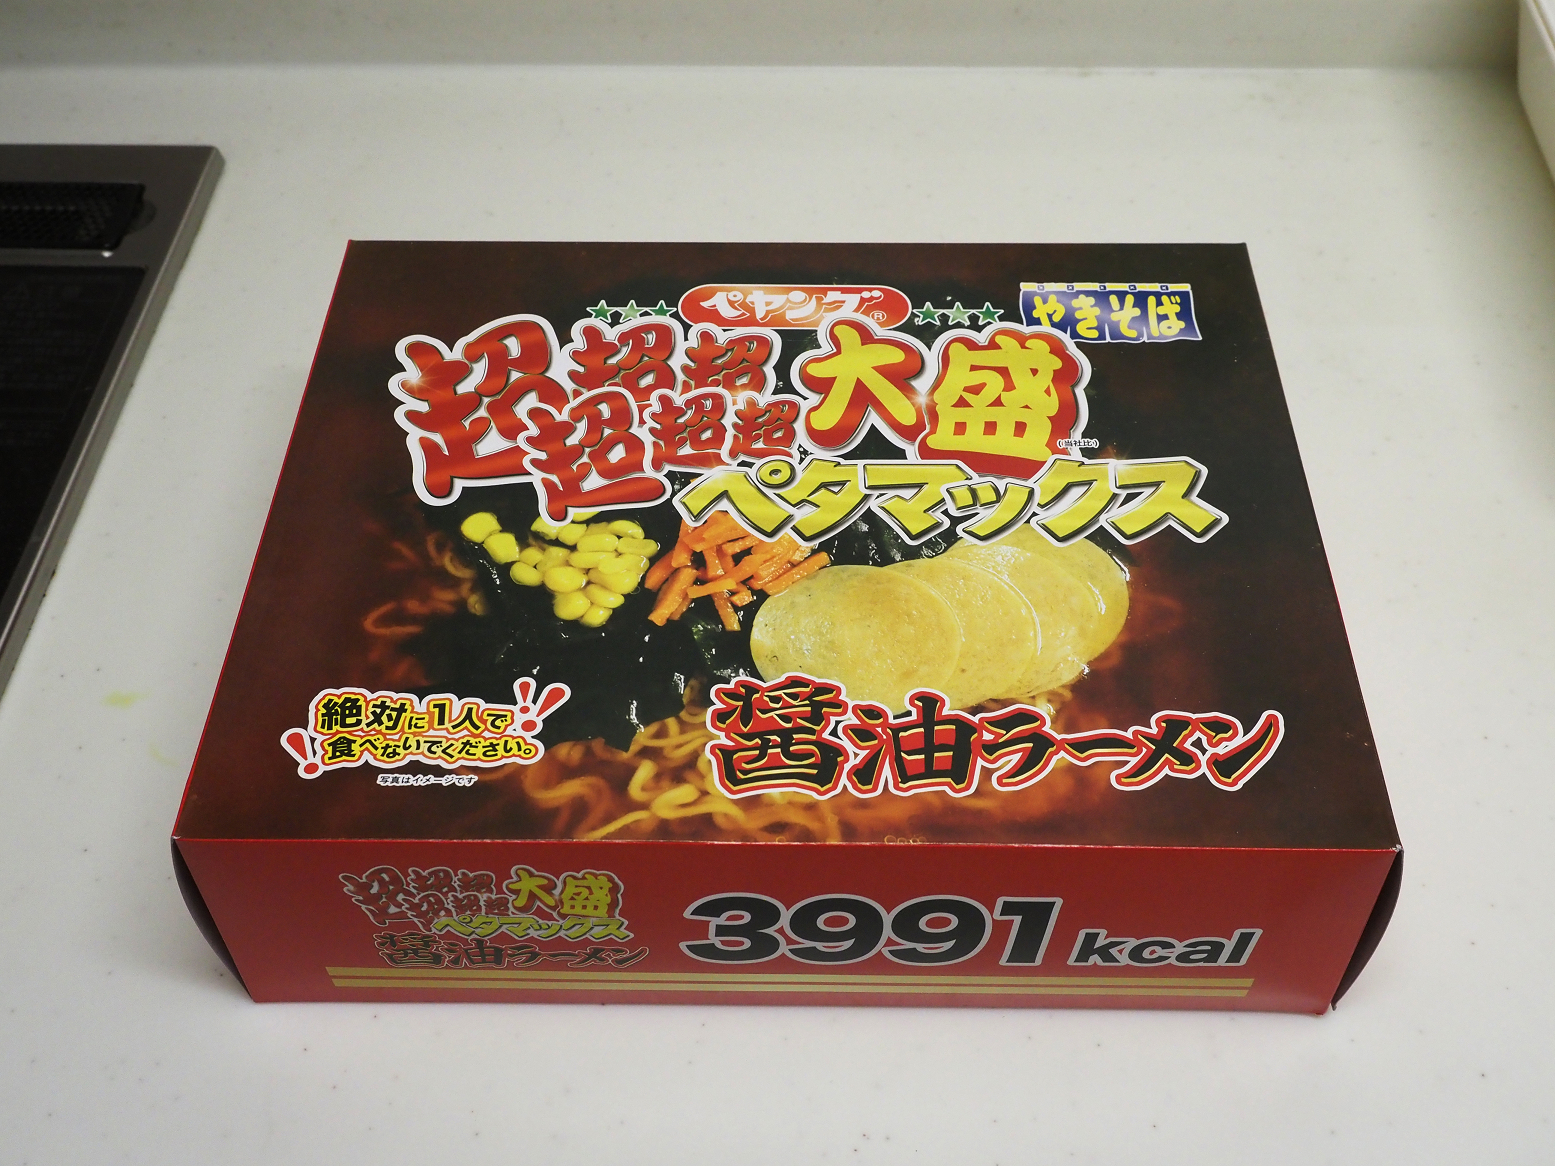 ★★★ペヤング®★★★
やきそば
超超超
超超超大盛
(当社比)
ペタマックス
絶対に1人で
食べないでください。
写真はイメージです
醤油ラーメン
超超超
超超超大盛
ペタマックス
醤油ラーメン
3991kcal